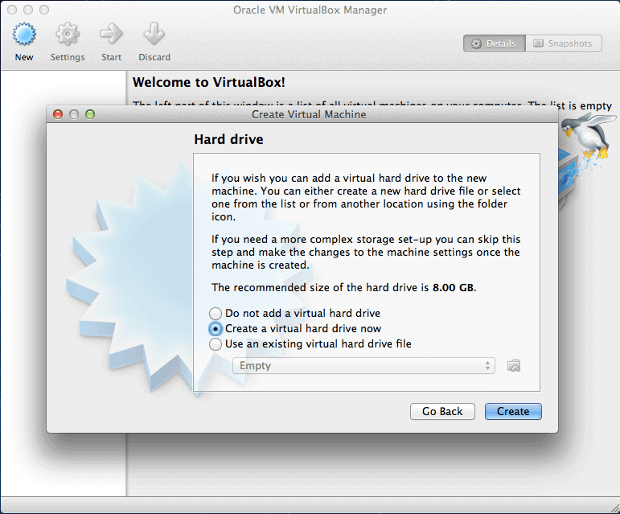 Oracle VM VirtualBox Manager
New
Settings
Start
Discard
Details
Snapshots
Welcome to VirtualBox!
The left part of this window is a list of all virtual machines on your computer. The list is empty
Create Virtual Machine
Hard drive
If you wish you can add a virtual hard drive to the new
machine. You can either create a new hard drive file or select
one from the list or from another location using the folder
icon.
If you need a more complex storage set-up you can skip this
step and make the changes to the machine settings once the
machine is created.
The recommended size of the hard drive is 8.00 GB.
Do not add a virtual hard drive
Create a virtual hard drive now
Use an existing virtual hard drive file
Empty
Go Back
Create